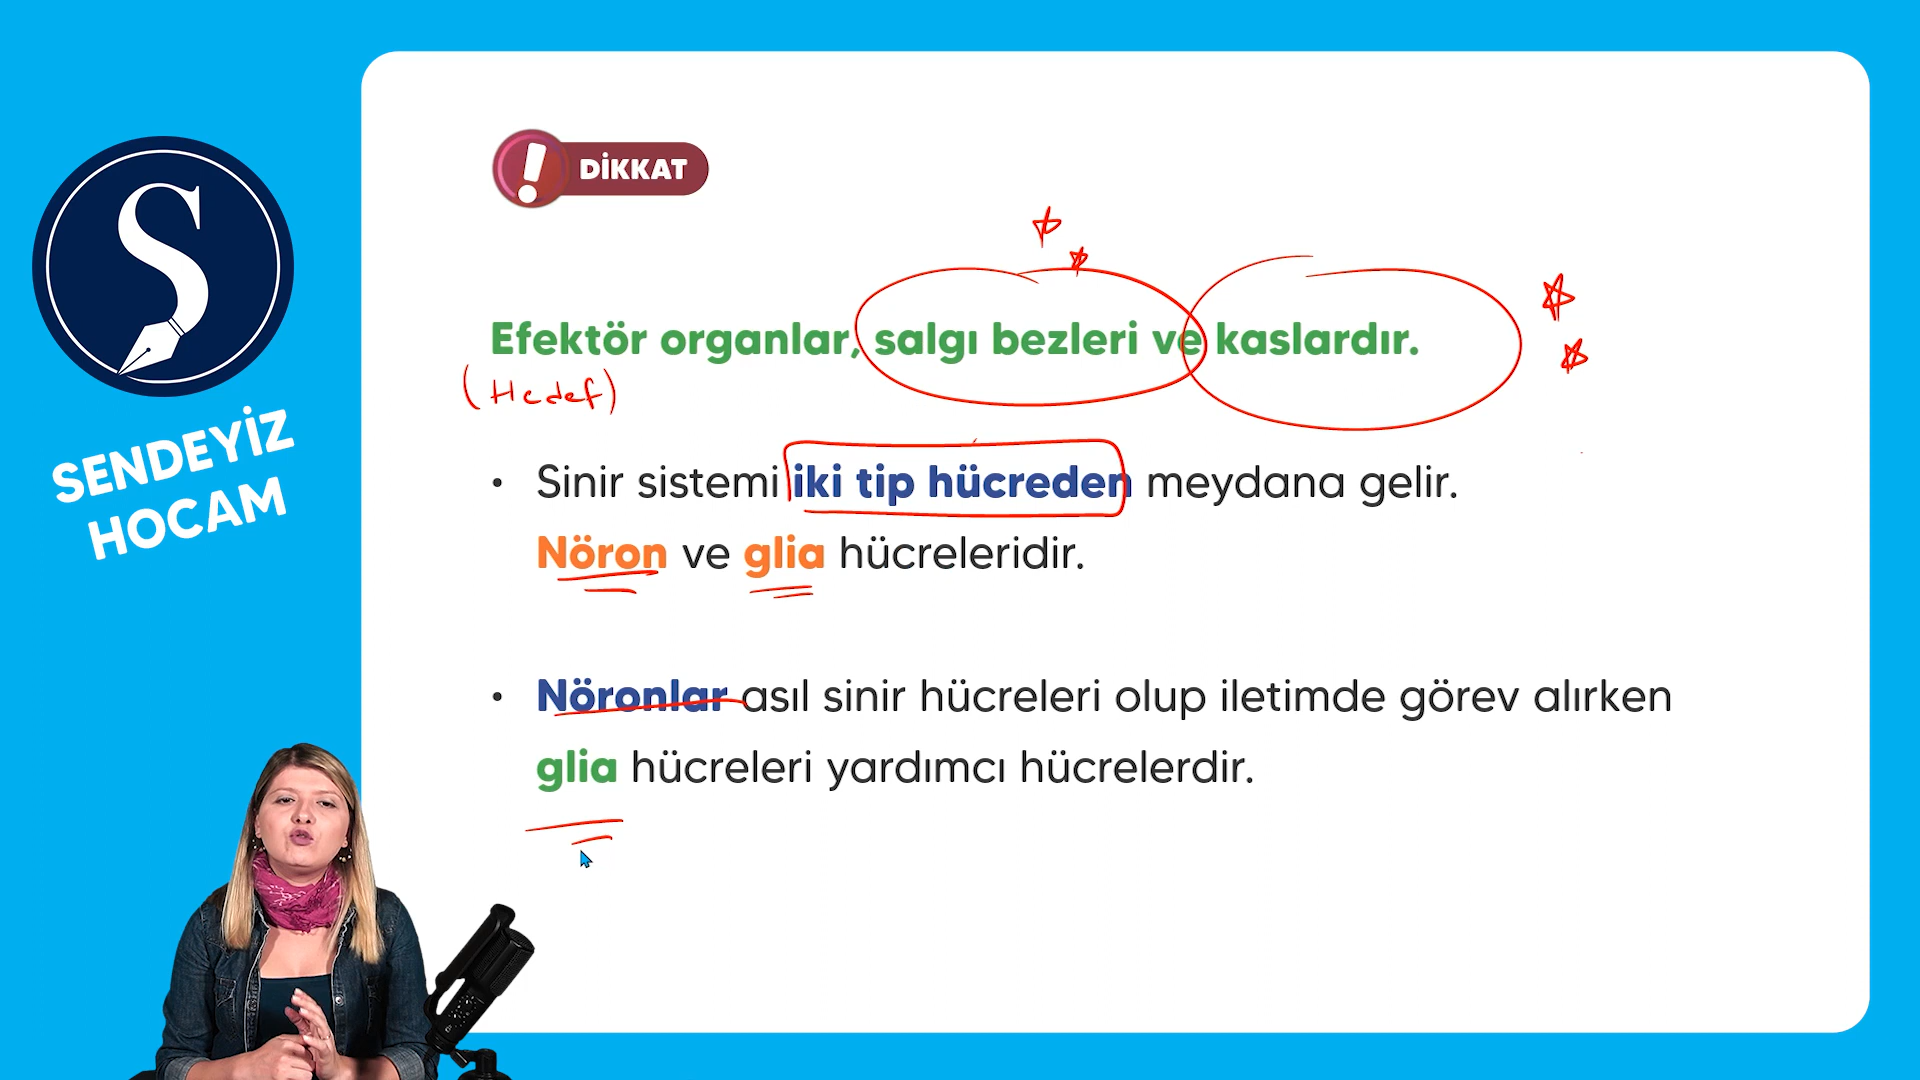 S
SENDEYİZ
HOCAM
! DİKKAT
Efektör organlar, salgı bezleri ve kaslardır.
(Hedef)
• Sinir sistemi iki tip hücreden meydana gelir.
Nöron ve glia hücreleridir.
• Nöronlar asıl sinir hücreleri olup iletimde görev alırken
glia hücreleri yardımcı hücrelerdir.